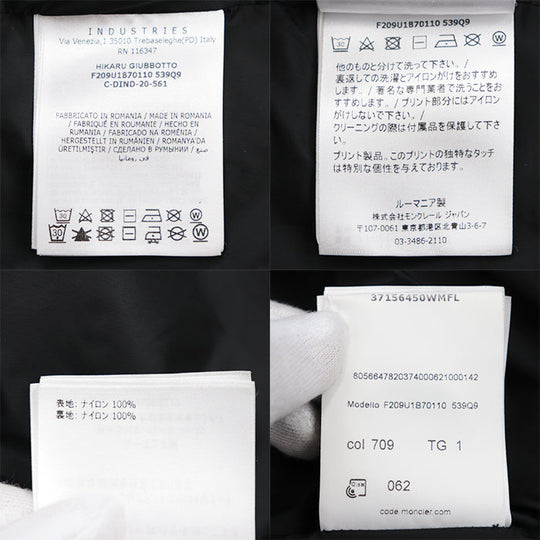 INDUSTRIES
Via Venezia,1 35010 Trebaseleghe(PD) Italy
RN 116347
HIKARU GIUBBOTTO
F209U1B70110 539Q9
C-DIND-20-561
FABBRICATO IN ROMANIA / MADE IN ROMANIA
/ FABRIQUÉ EN ROUMANIE / HECHO EN
RUMANIA / FABRICADO NA ROMÉNIA /
HERGESTELLT IN RUMÄNIEN / ROMANYA'DA
ÜRETILMIŞTIR / СДЕЛАНО В РУМЫНИИ / صنع
في رومانيا
30 W
30 W
F209U1B70110 539Q9
30 W
他のものと分けて洗って下さい。/
裏返しての洗濯とアイロンがけをおすすめ
します。/ 著名な専門業者で洗うことをお
すすめします。/ プリント部分にはアイロン
がけしないで下さい。/
クリーニングの際は付属品を保護して下さ
い。
プリント製品。このプリントの独特なタッチ
は特別な個性を与えております。
ルーマニア製
株式会社モンクレール ジャパン
〒107-0061 東京都港区北青山3-6-7
03-3486-2110
表地: ナイロン 100%
裏地: ナイロン 100%
37156450WMFL
8056647820374000621000142
Modello F209U1B70110 539Q9
col 709 TG 1
062
code.moncler.com